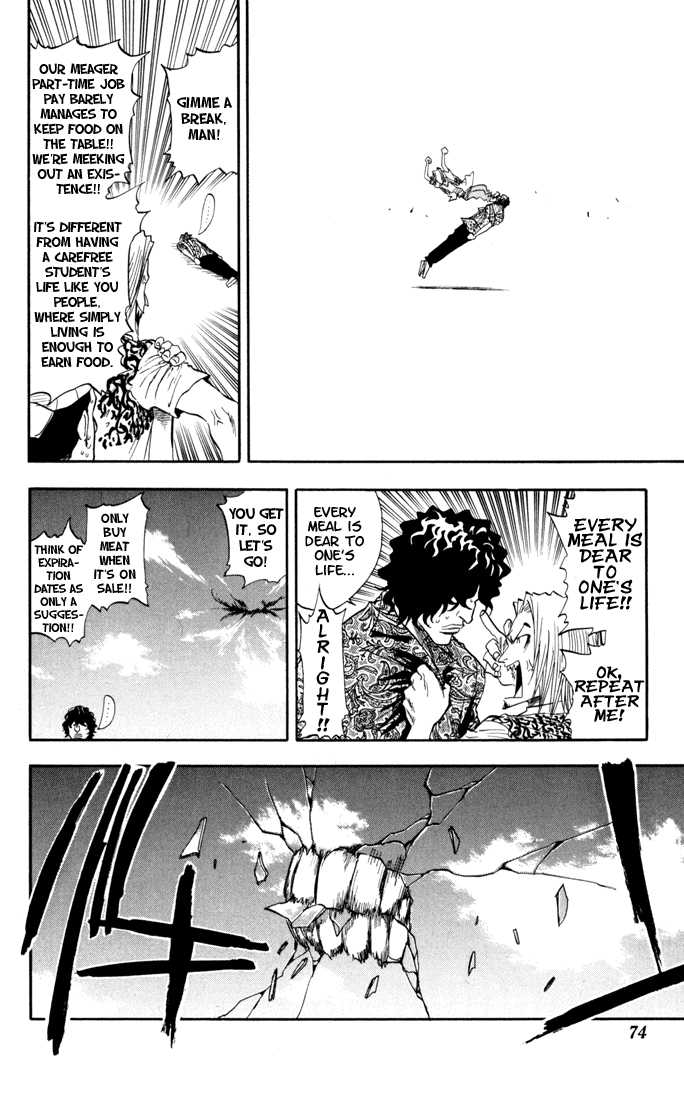 GIMME A
BREAK,
MAN!
OUR MEAGER
PART-TIME JOB
PAY BARELY
MANAGES TO
KEEP FOOD ON
THE TABLE!!
WE'RE MEEKING
OUT AN EXIS-
TENCE!!
.....
IT'S DIFFERENT
FROM HAVING
A CAREFREE
STUDENT'S
LIFE LIKE YOU
PEOPLE,
WHERE SIMPLY
LIVING IS
ENOUGH TO
EARN FOOD.
EVERY
MEAL IS
DEAR
TO
ONE'S
LIFE!!
OK,
REPEAT
AFTER
ME!
EVERY
MEAL IS
DEAR TO
ONE'S
LIFE...
ALRIGHT!!
YOU GET
IT, SO
LET'S
GO!
ONLY
BUY
MEAT WHEN
IT'S ON
SALE!!
THINK OF
EXPIRA-
TION
DATES AS
ONLY A
SUGGES-
TION!!
.....
74